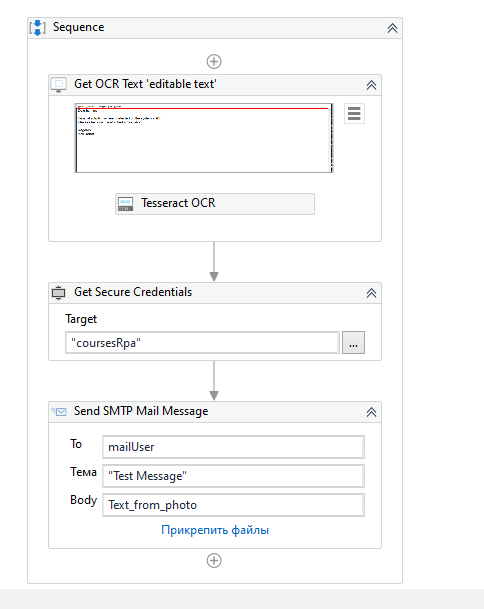 Sequence
Get OCR Text 'editable text'
Tesseract OCR
Get Secure Credentials
Target
"coursesRpa"
...
Send SMTP Mail Message
To
mailUser
Тема
"Test Message"
Body
Text_from_photo
Прикрепить файлы